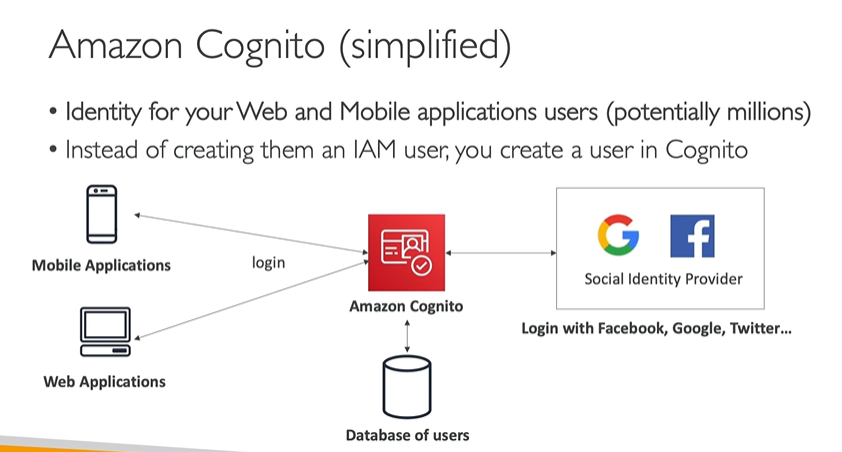 Amazon Cognito (simplified)
• Identity for your Web and Mobile applications users (potentially millions)
• Instead of creating them an IAM user, you create a user in Cognito
Mobile Applications
login
Social Identity Provider
Amazon Cognito
Login with Facebook, Google, Twitter...
Web Applications
Database of users